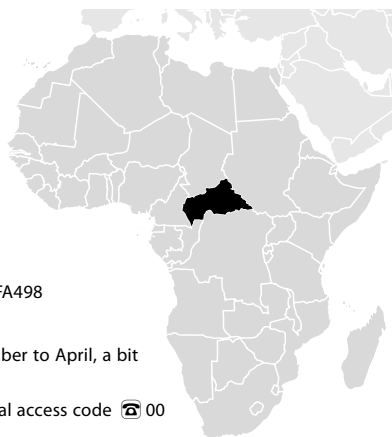 FA498
ber to April, a bit
al access code ☎ 00